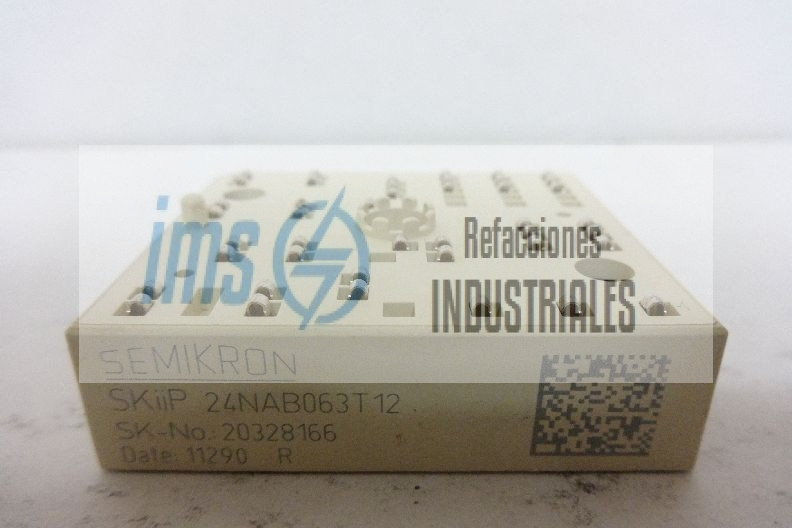 ims
Refacciones
INDUSTRIALES
SEMIKRON
SKiiP 24NAB063T12
SK-No.: 20328166
Date: 11290 R